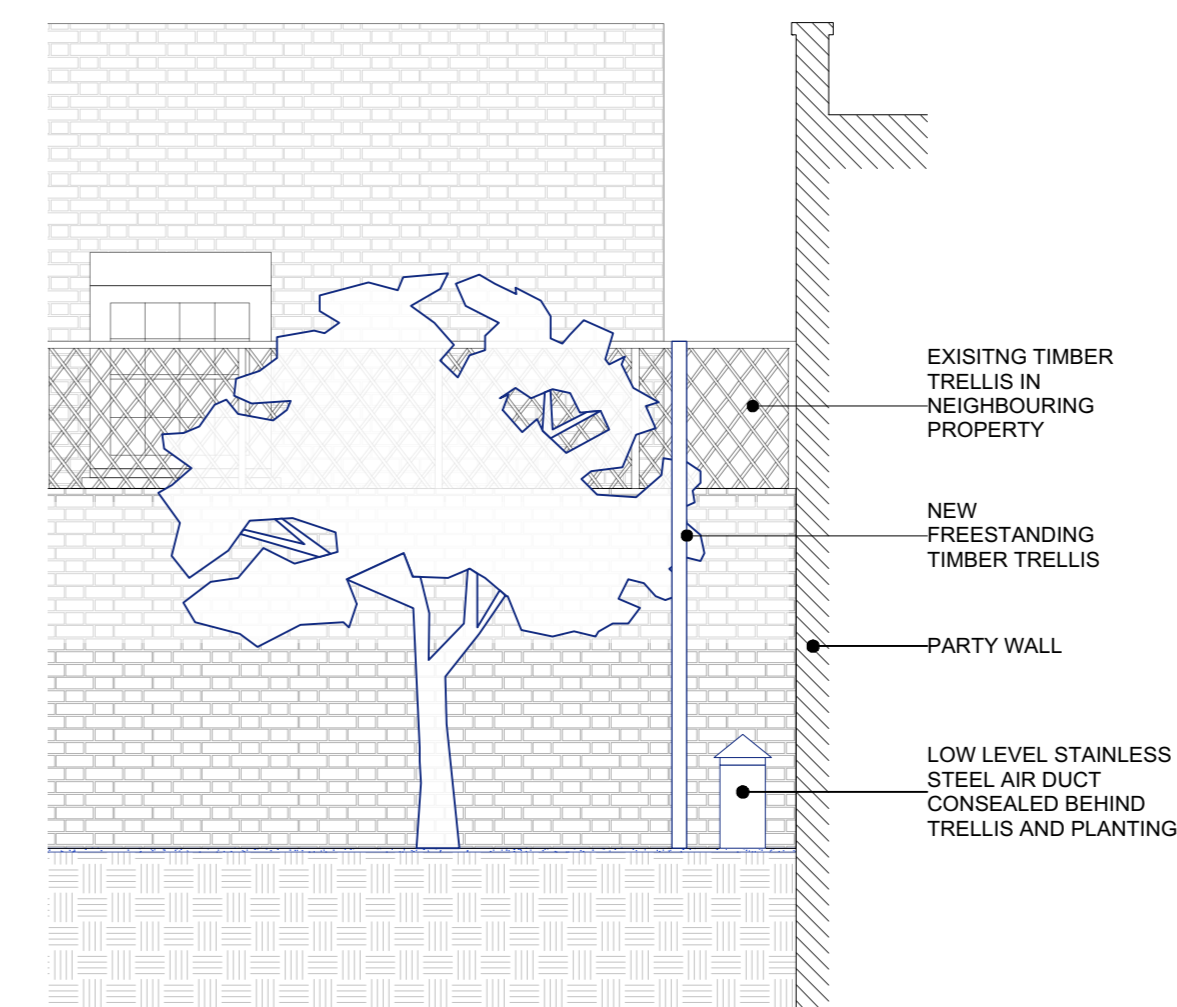 EXISITNG TIMBER
TRELLIS IN
NEIGHBOURING
PROPERTY
NEW
FREESTANDING
TIMBER TRELLIS
PARTY WALL
LOW LEVEL STAINLESS
STEEL AIR DUCT
CONSEALED BEHIND
TRELLIS AND PLANTING